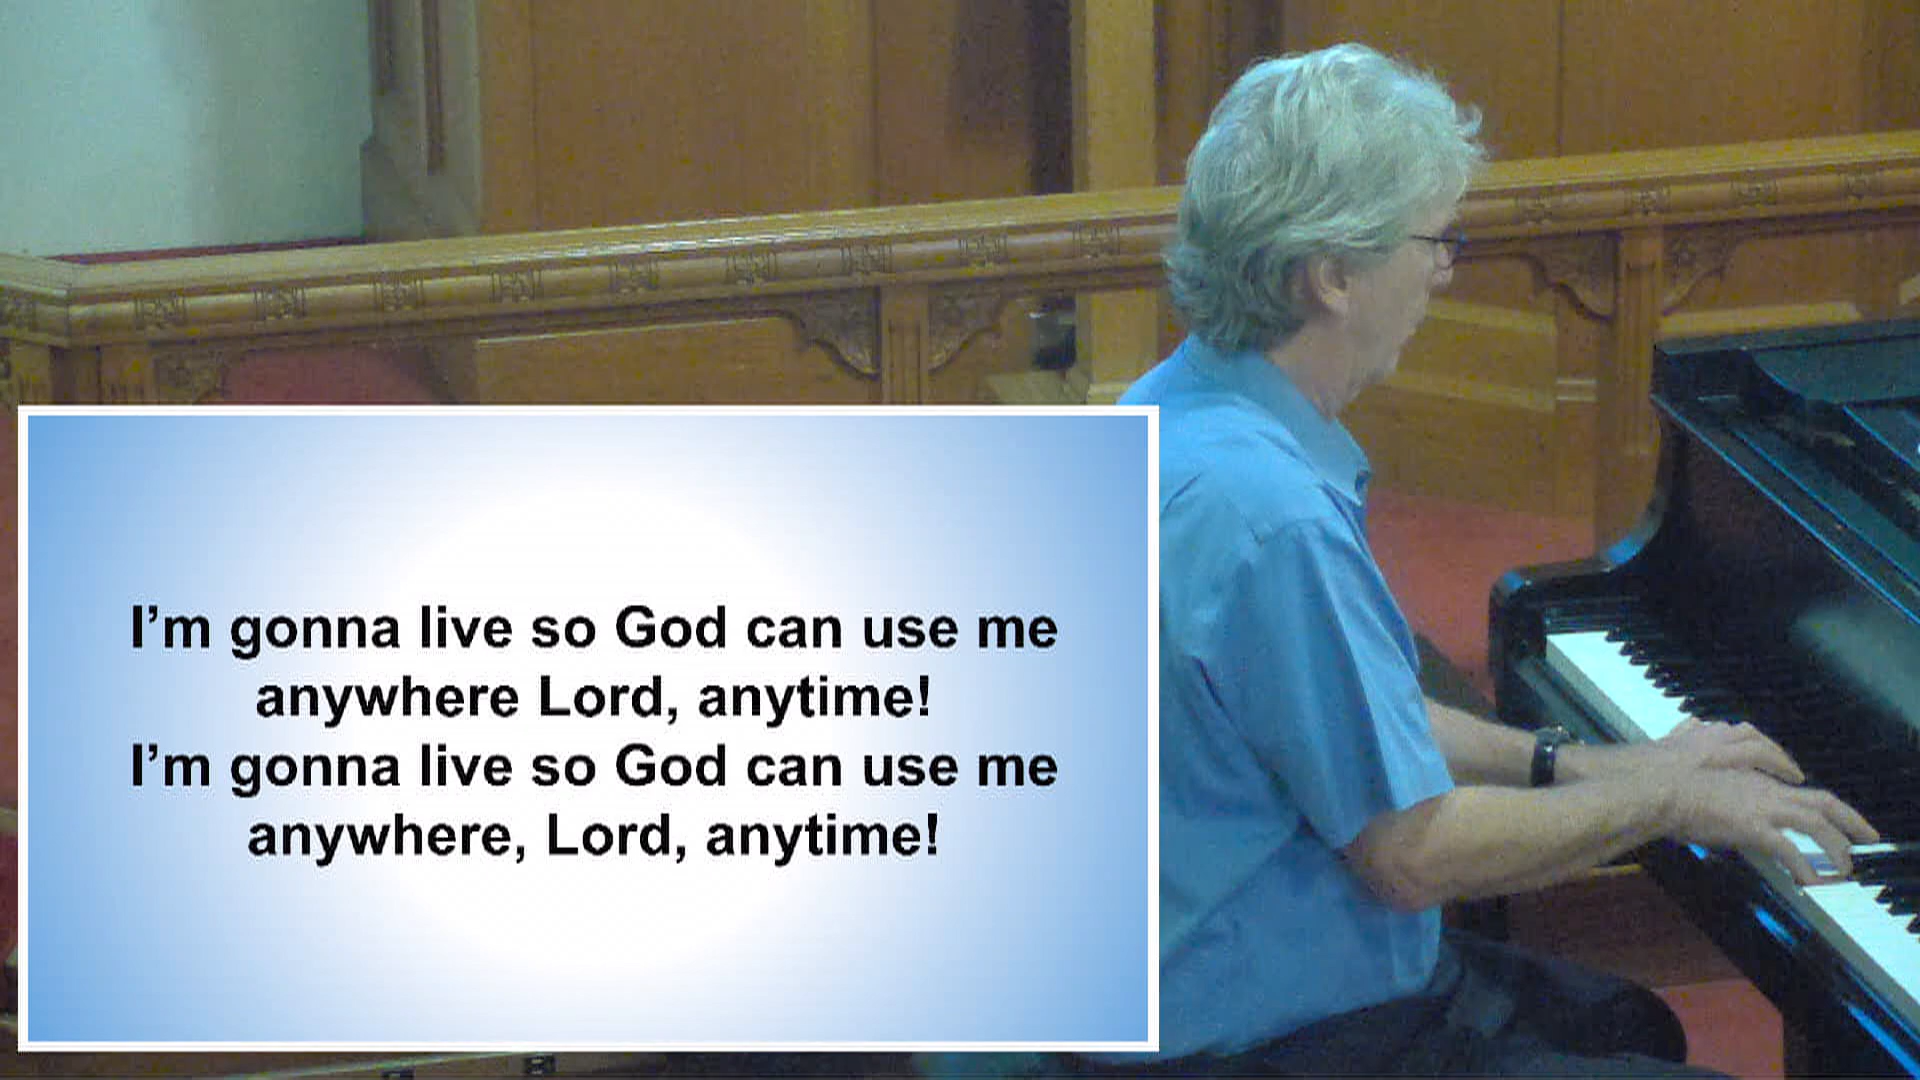 I’m gonna live so God can use me
anywhere Lord, anytime!
I’m gonna live so God can use me
anywhere, Lord, anytime!